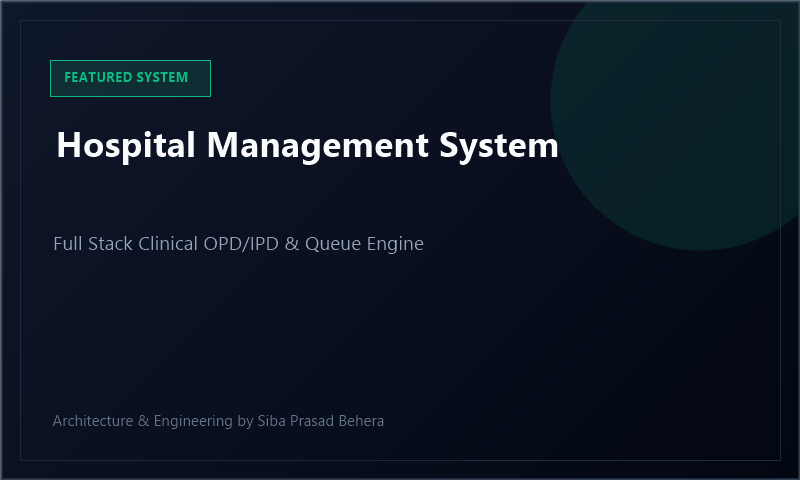 FEATURED SYSTEM
Hospital Management System
Full Stack Clinical OPD/IPD & Queue Engine
Architecture & Engineering by Siba Prasad Behera